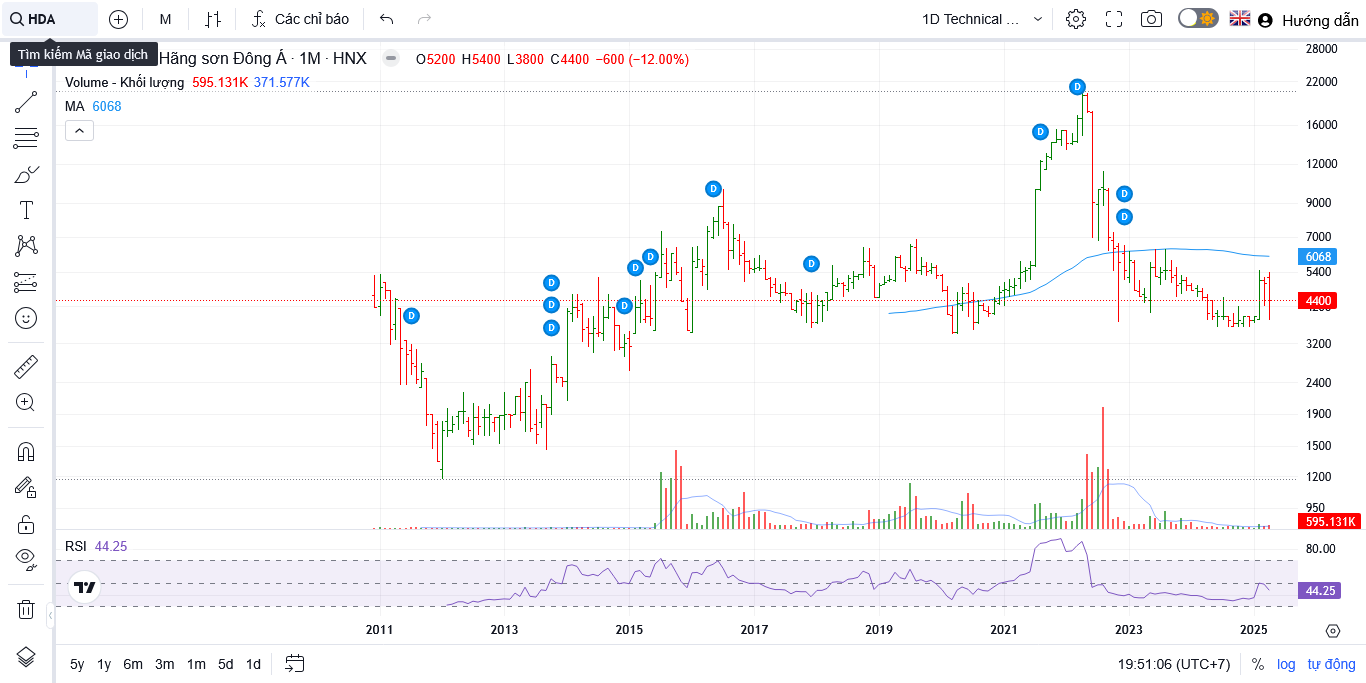 HDA
M
Các chỉ báo
1D Technical ...
Hướng dẫn
Tìm kiếm Mã giao dịch
Hãng sơn Đông Á · 1M · HNX
O5200 H5400 L3800 C4400 −600 (−12.00%)
Volume - Khối lượng 595.131K 371.577K
MA 6068
28000
22000
16000
12000
9000
7000
6068
5400
4400
4200
3200
2400
1900
1500
1200
950
595.131K
D
D
D
D
D
D
D
D
D
D
D
D
D
D
RSI 44.25
80.00
44.25
2011 2013 2015 2017 2019 2021 2023 2025
5y 1y 6m 3m 1m 5d 1d
19:51:06 (UTC+7) % log tự động